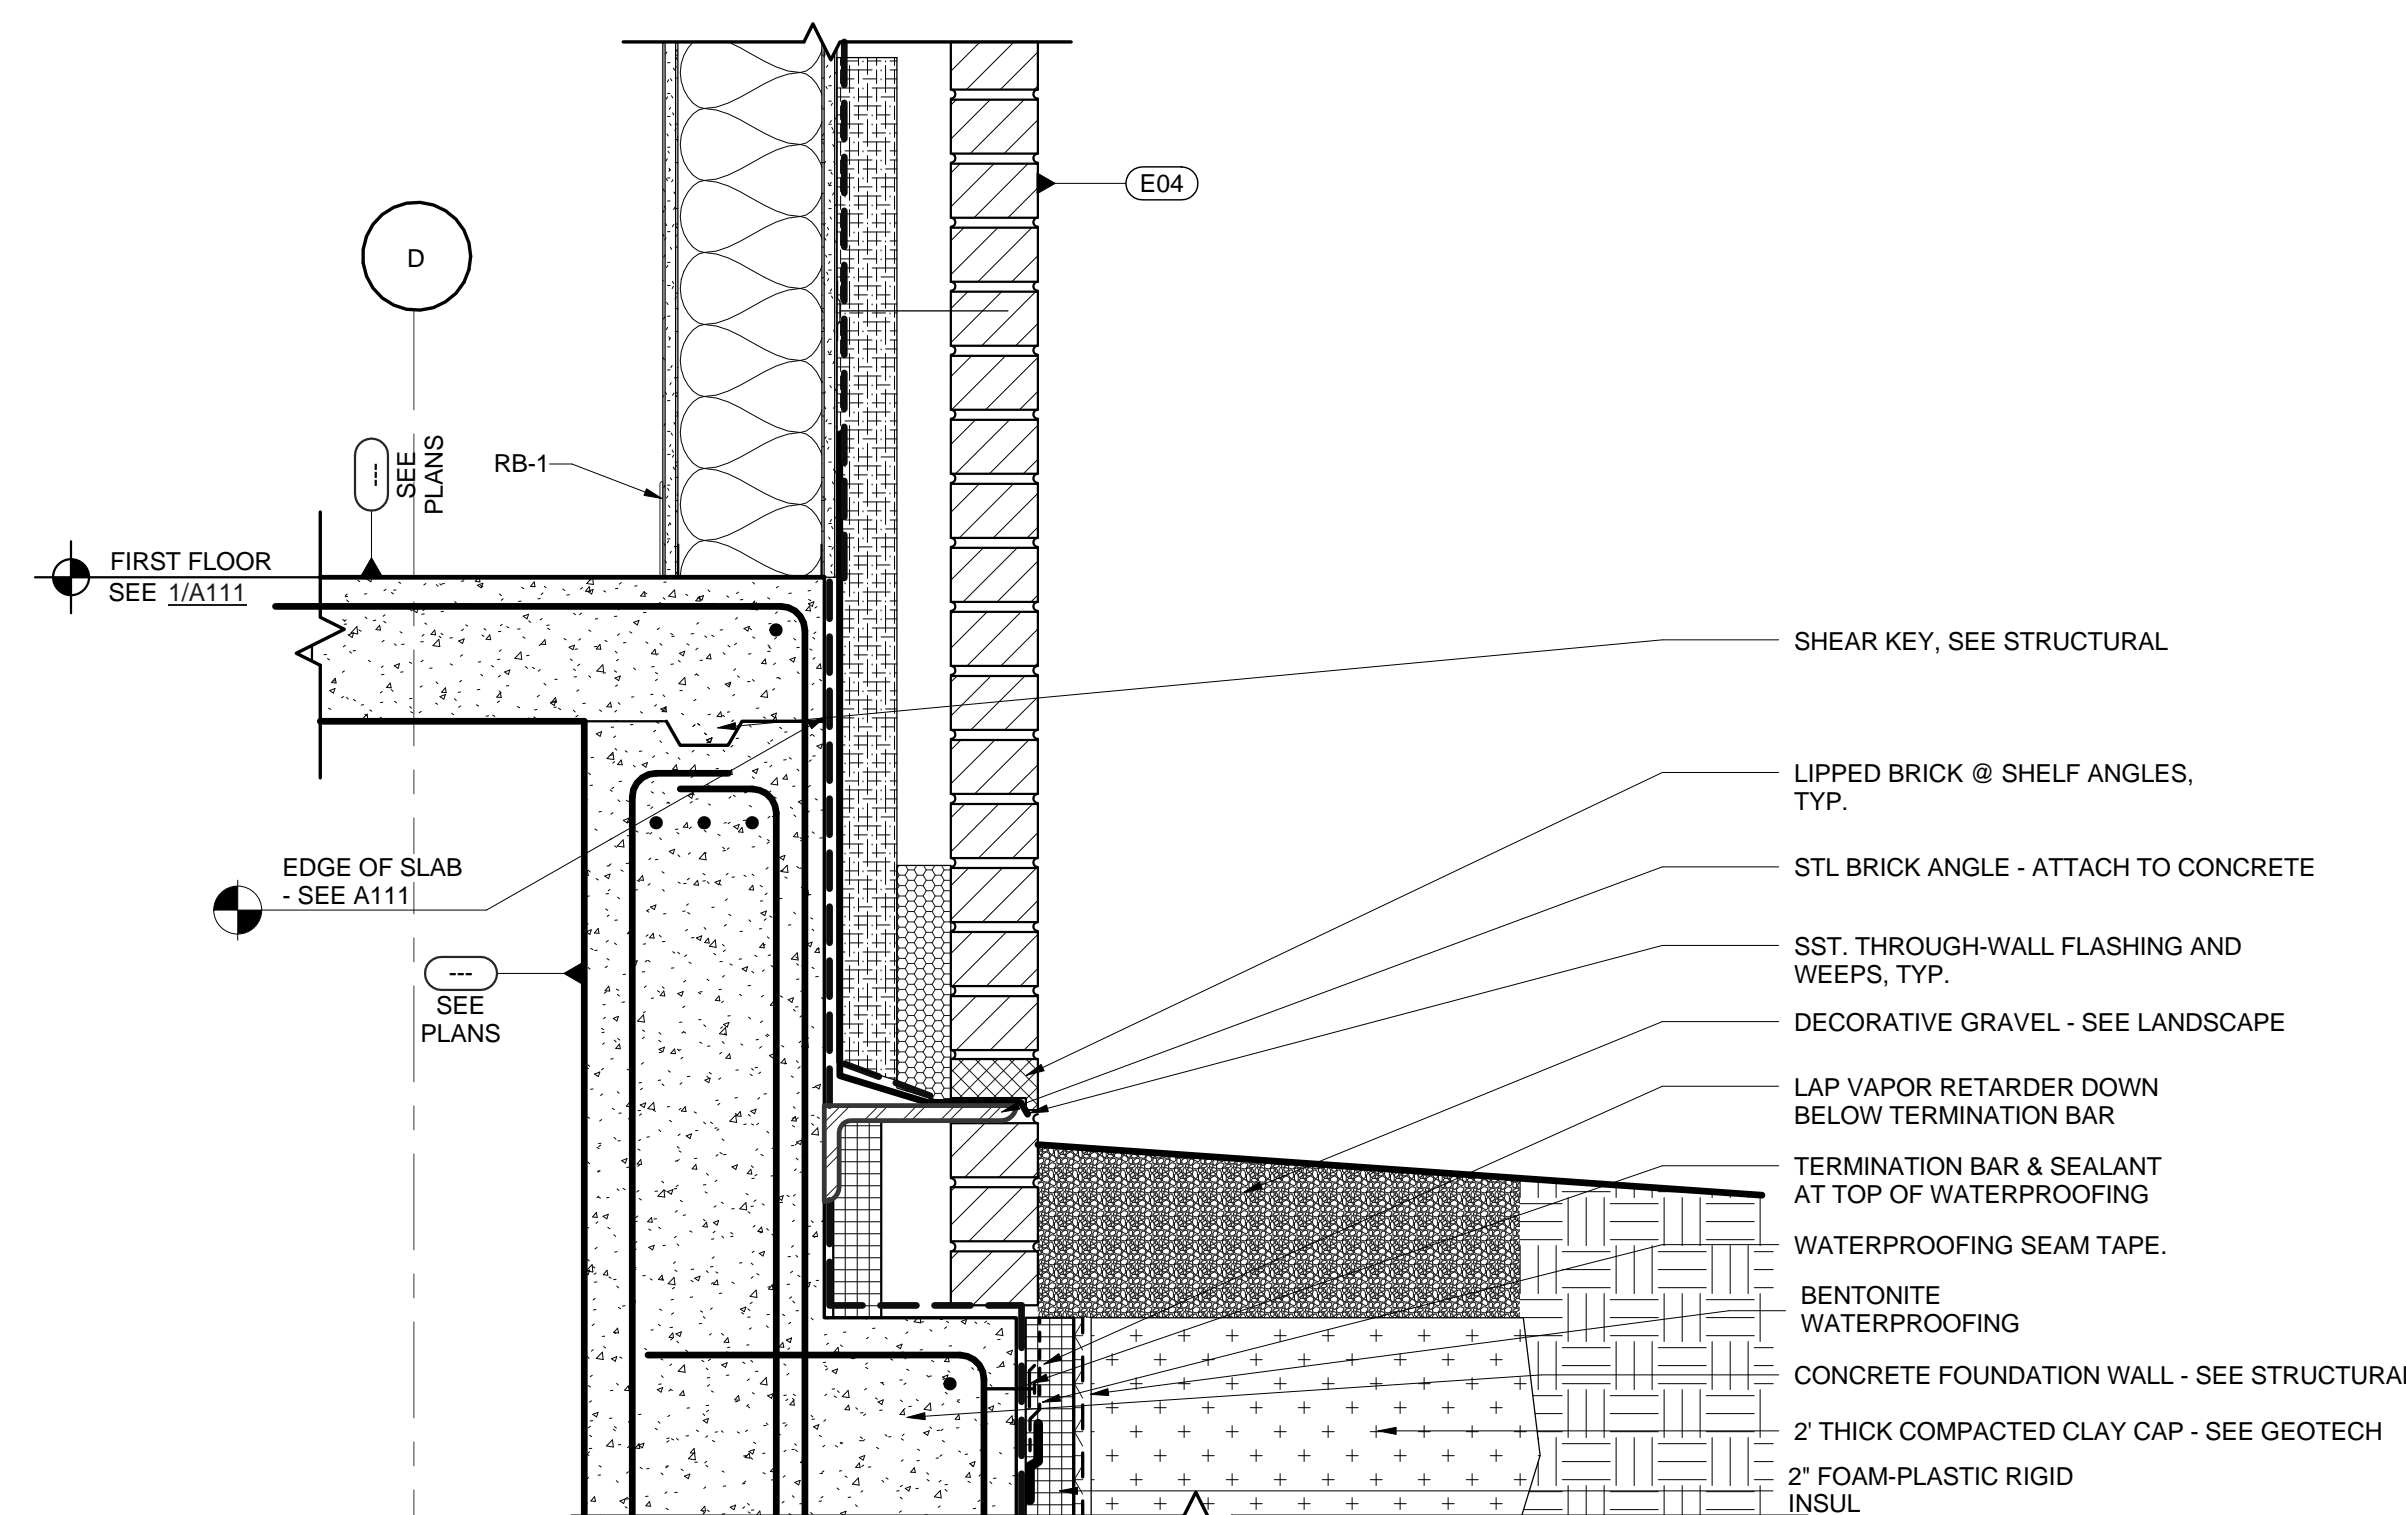 E04
D
---
SEE
PLANS
RB-1
FIRST FLOOR
SEE 1/A111
SHEAR KEY, SEE STRUCTURAL
LIPPED BRICK @ SHELF ANGLES,
TYP.
EDGE OF SLAB
- SEE A111
STL BRICK ANGLE - ATTACH TO CONCRETE
SST. THROUGH-WALL FLASHING AND
WEEPS, TYP.
---
SEE
PLANS
DECORATIVE GRAVEL - SEE LANDSCAPE
LAP VAPOR RETARDER DOWN
BELOW TERMINATION BAR
TERMINATION BAR & SEALANT
AT TOP OF WATERPROOFING
WATERPROOFING SEAM TAPE.
BENTONITE
WATERPROOFING
CONCRETE FOUNDATION WALL - SEE STRUCTURAL
2' THICK COMPACTED CLAY CAP - SEE GEOTECH
2" FOAM-PLASTIC RIGID
INSUL